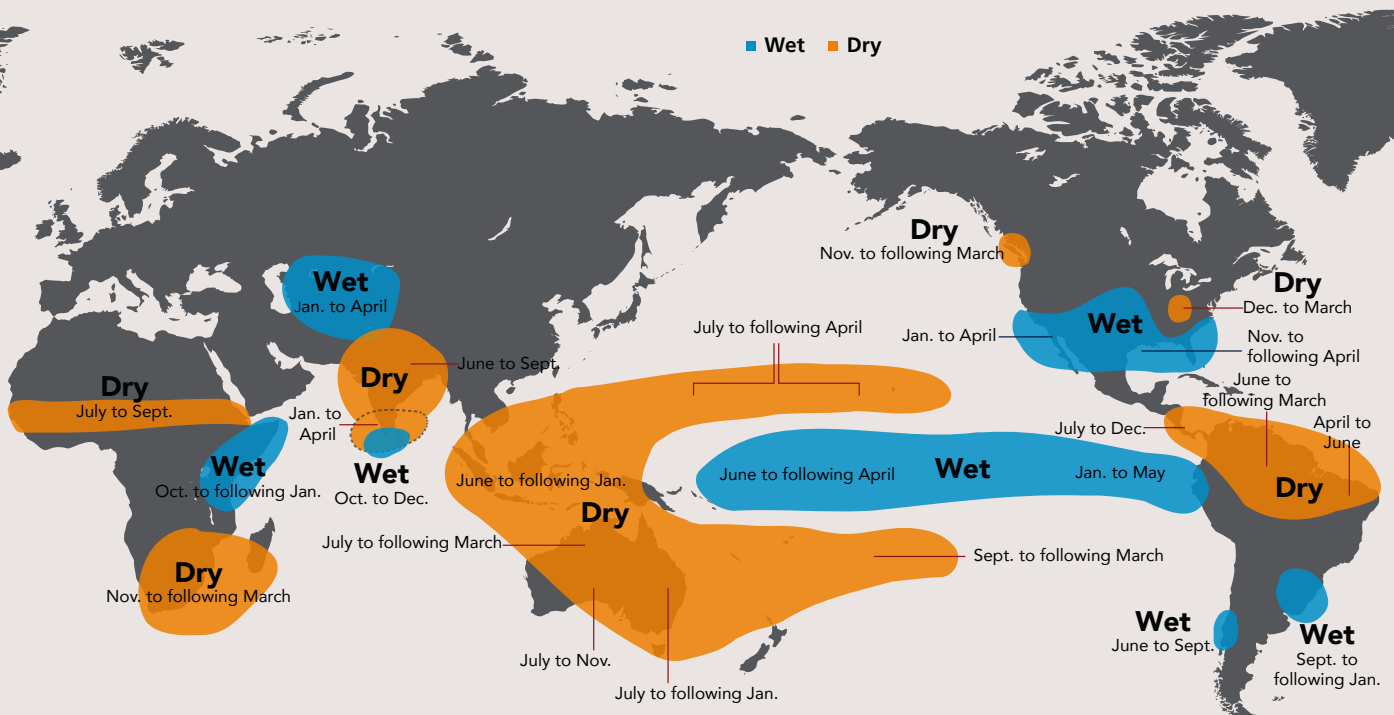 Wet
Dry
Dry
Nov. to following March
Wet
Jan. to April
Dry
Dec. to March
Wet
Jan. to April
Nov. to
following April
July to following April
June to Sept.
Dry
Dry
July to Sept.
June to
following March
Jan. to
April
July to Dec.
April to
June
Wet
Oct. to following Jan.
Wet
Oct. to Dec.
June to following Jan.
Dry
June to following April
Wet
Jan. to May
Dry
July to following March
Sept. to following March
Dry
Nov. to following March
Wet
June to Sept.
Wet
Sept. to
following Jan.
July to Nov.
July to following Jan.